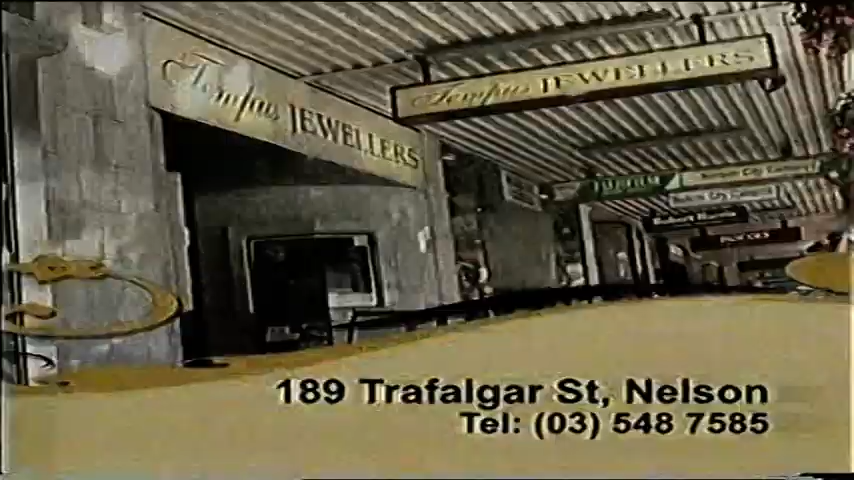 Tempus JEWELLERS
Tempus JEWELLERS
189 Trafalgar St, Nelson
Tel: (03) 548 7585